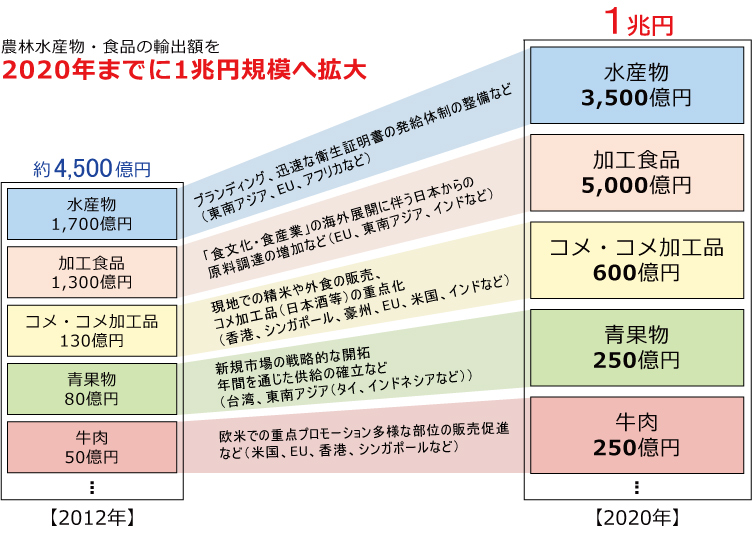 農林水産物・食品の輸出額を
2020年までに1兆円規模へ拡大
約4,500億円
水産物
1,700億円
加工食品
1,300億円
コメ・コメ加工品
130億円
青果物
80億円
牛肉
50億円
⋮
【2012年】
ブランディング、迅速な衛生証明書の発給体制の整備など
（東南アジア、EU、アフリカなど）
「食文化・食産業」の海外展開に伴う日本からの
原料調達の増加など（EU、東南アジア、インドなど）
現地での精米や外食の販売、
コメ加工品（日本酒等）の重点化
（香港、シンガポール、豪州、EU、米国、インドなど）
新規市場の戦略的な開拓
年間を通じた供給の確立など
（台湾、東南アジア（タイ、インドネシアなど））
欧米での重点プロモーション多様な部位の販売促進
など（米国、EU、香港、シンガポールなど）
1兆円
水産物
3,500億円
加工食品
5,000億円
コメ・コメ加工品
600億円
青果物
250億円
牛肉
250億円
⋮
【2020年】